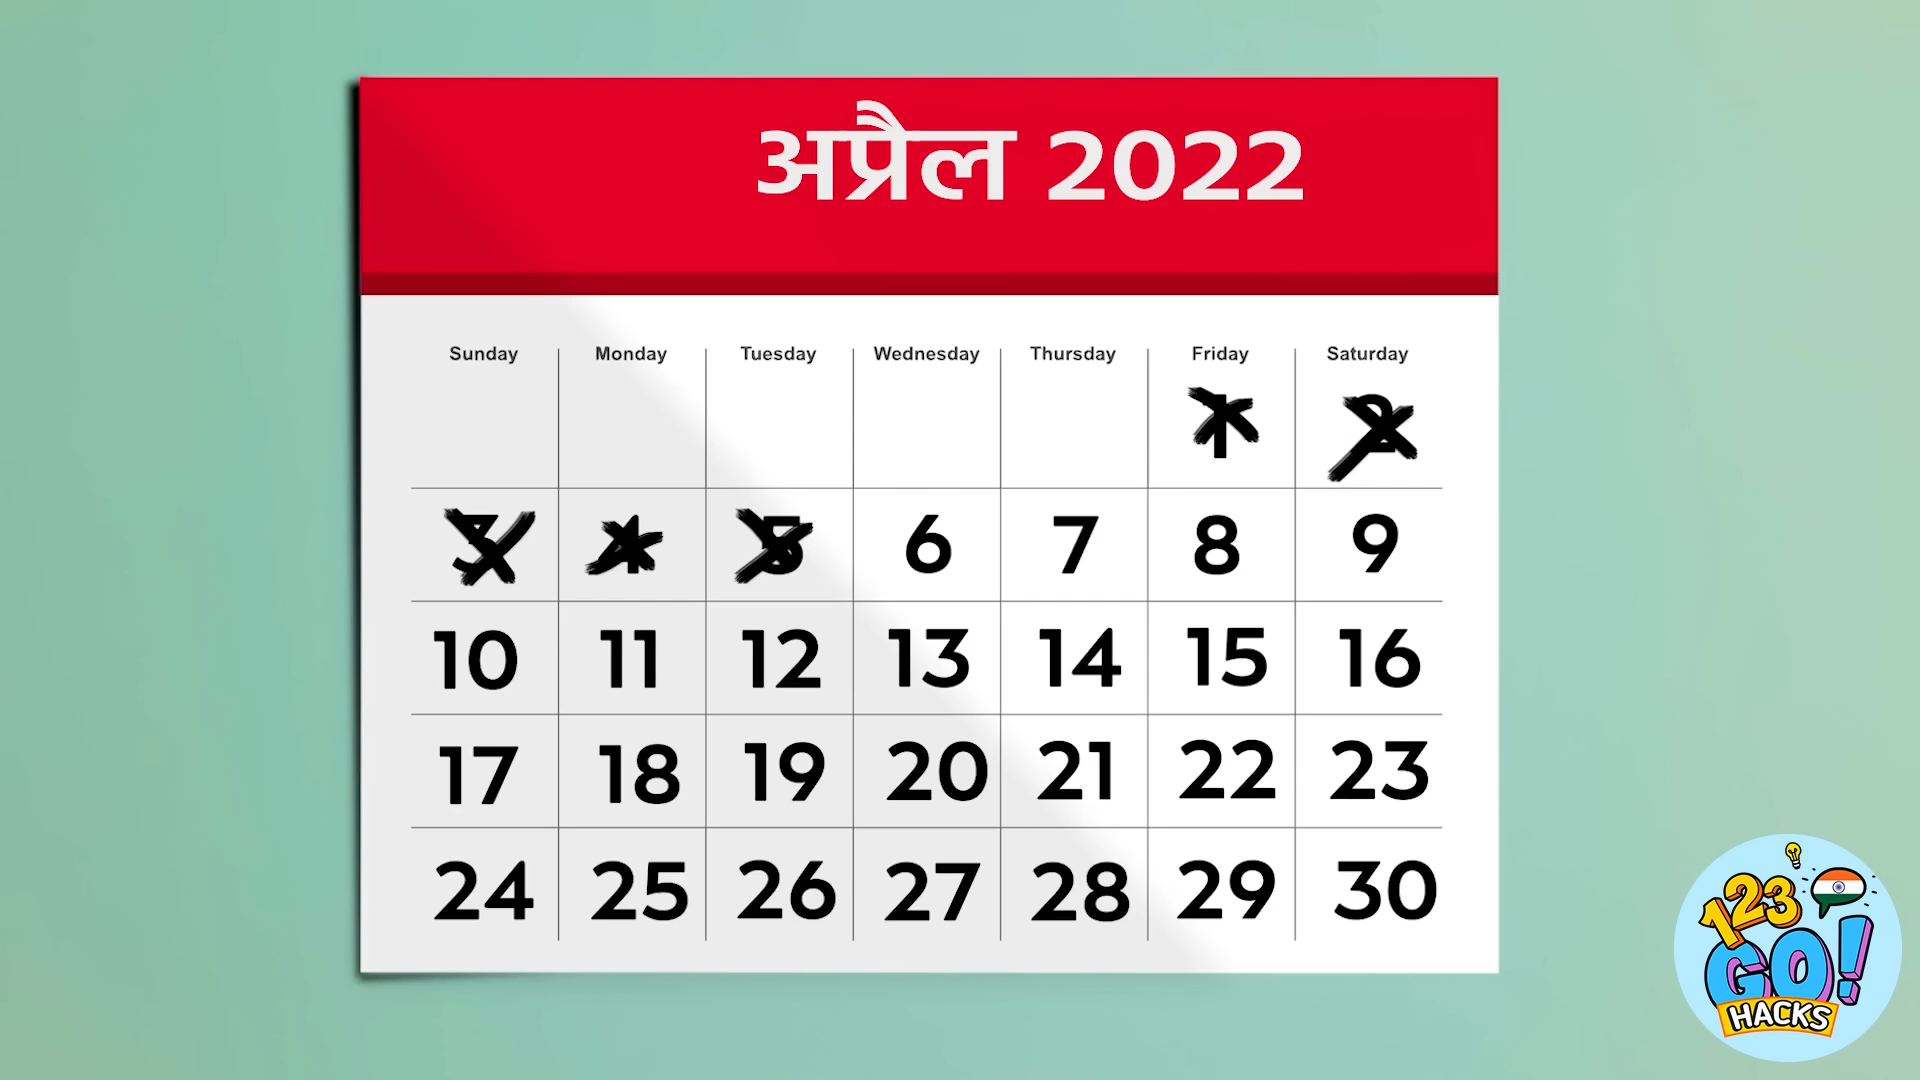 अप्रैल 2022
Sunday Monday Tuesday Wednesday Thursday Friday Saturday
1 2
3 4 5 6 7 8 9
10 11 12 13 14 15 16
17 18 19 20 21 22 23
24 25 26 27 28 29 30
123
GO!
HACKS